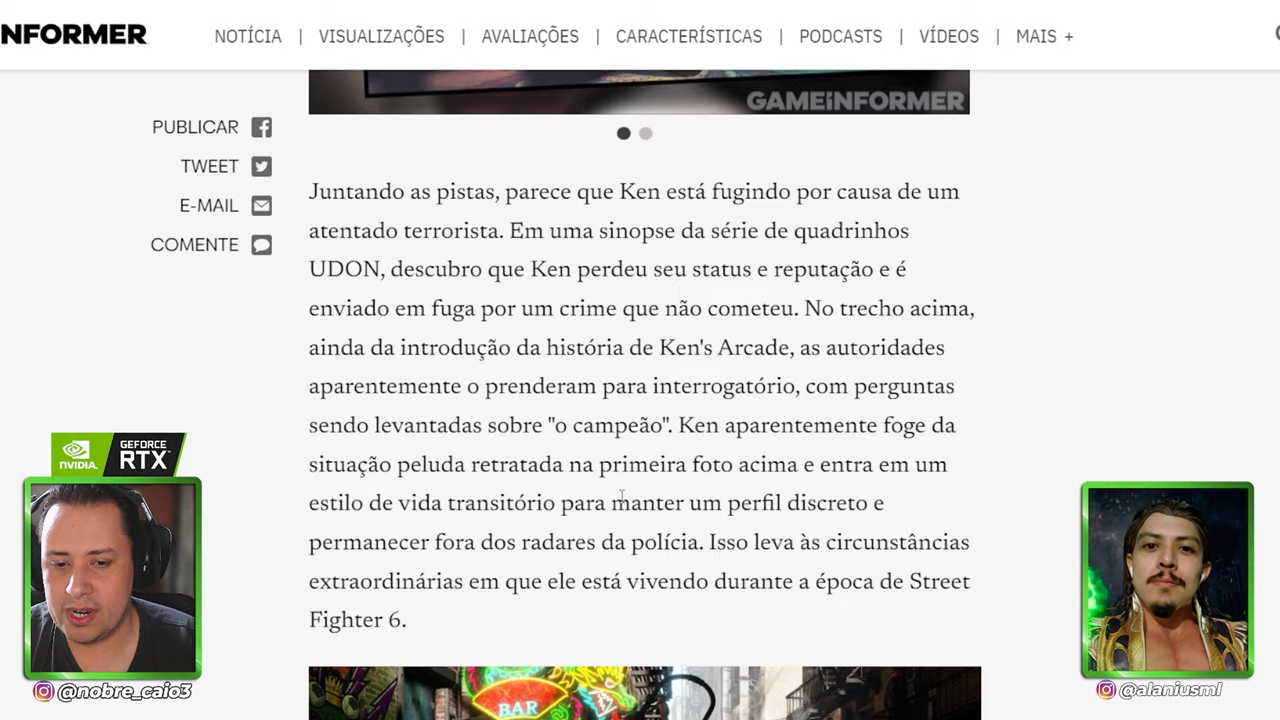 NFORMER
NOTÍCIA | VISUALIZAÇÕES | AVALIAÇÕES | CARACTERÍSTICAS | PODCASTS | VÍDEOS | MAIS +
GAMEINFORMER
PUBLICAR
TWEET
E-MAIL
COMENTE
Juntando as pistas, parece que Ken está fugindo por causa de um
atentado terrorista. Em uma sinopse da série de quadrinhos
UDON, descubro que Ken perdeu seu status e reputação e é
enviado em fuga por um crime que não cometeu. No trecho acima,
ainda da introdução da história de Ken's Arcade, as autoridades
aparentemente o prenderam para interrogatório, com perguntas
sendo levantadas sobre "o campeão". Ken aparentemente foge da
situação peluda retratada na primeira foto acima e entra em um
estilo de vida transitório para manter um perfil discreto e
permanecer fora dos radares da polícia. Isso leva às circunstâncias
extraordinárias em que ele está vivendo durante a época de Street
Fighter 6.
BAR
NVIDIA.
GEFORCE
RTX
@nobre_caio3
@alaniusml